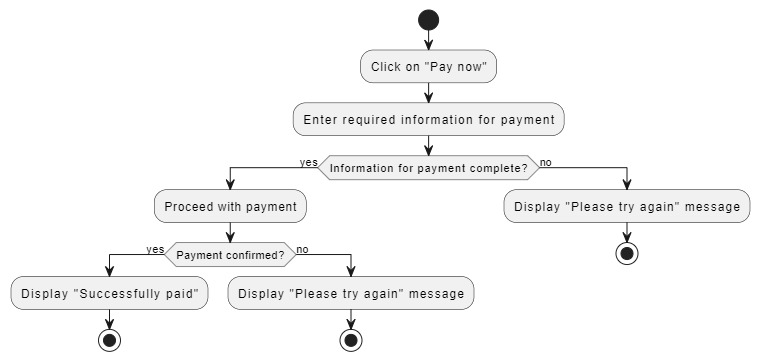 Click on "Pay now"
Enter required information for payment
yes
Information for payment complete?
no
Proceed with payment
Display "Please try again" message
yes
Payment confirmed?
no
Display "Successfully paid"
Display "Please try again" message